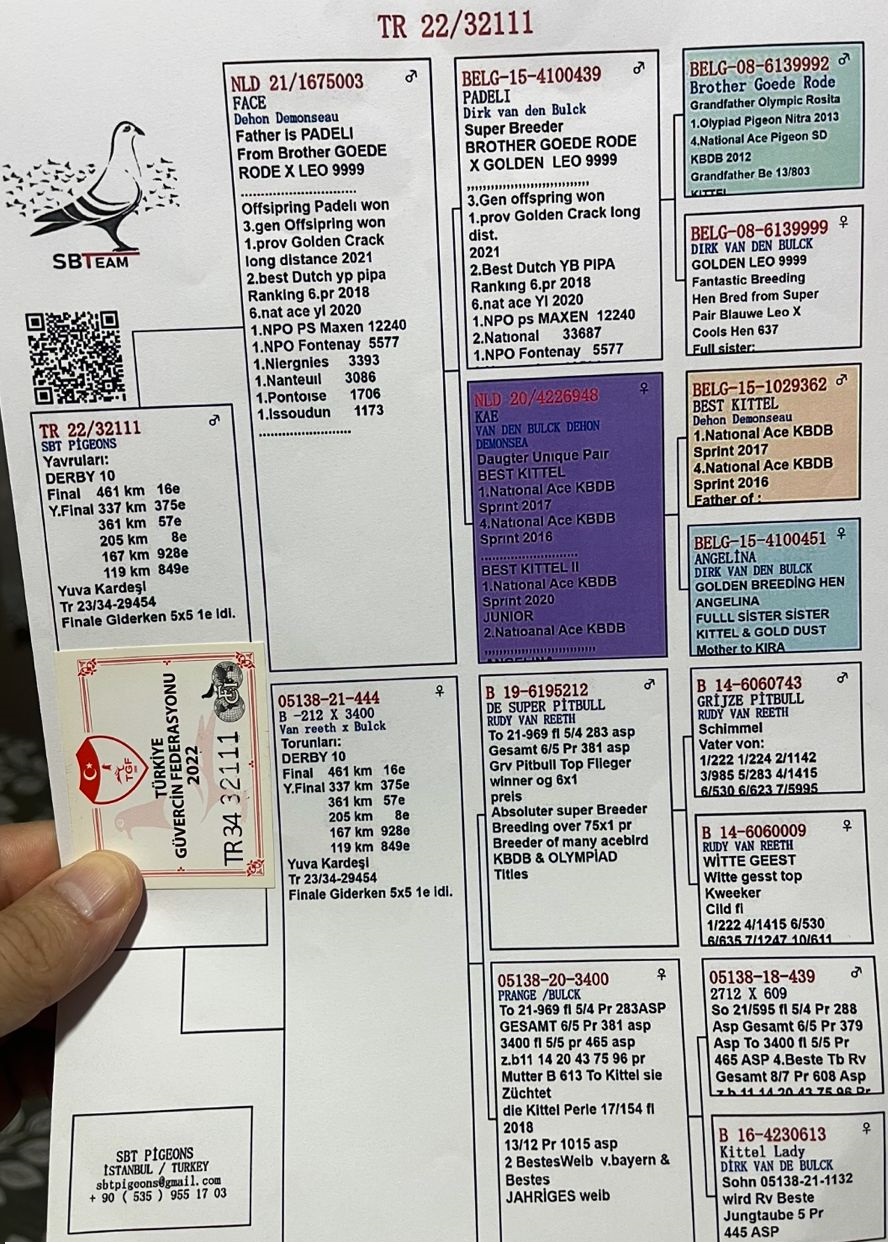 TR 22/32111
SBTEAM
TR 22/32111 ♂
SBT PİGEONS
Yavruları:
DERBY 10
Final 461 km 16e
Y.Final 337 km 375e
361 km 57e
205 km 8e
167 km 928e
119 km 849e
Yuva Kardeşi
Tr 23/34-29454
Finale Giderken 5x5 1e idi.
TÜRKİYE
GÜVERCİN FEDERASYONU
2022
TR34 32111
TGF
SBT PİGEONS
İSTANBUL / TURKEY
sbtpigeons@gmail.com
+ 90 ( 535 ) 955 17 03
NLD 21/1675003 ♂
FACE
Dehon Demonseau
Father is PADELI
From Brother GOEDE
RODE X LEO 9999
..........................
Offsipring Padelı won
3.gen Offslpring won
1.prov Golden Crack
long distance 2021
2.best Dutch yp pipa
Ranking 6.pr 2018
6.nat ace yl 2020
1.NPO PS Maxen 12240
1.NPO Fontenay 5577
1.Niergnies 3393
1.Nanteuil 3086
1.Pontoise 1706
1.Issoudun 1173
.....................
05138-21-444 ♀
B -212 X 3400
Van reeth x Bulck
Torunları:
DERBY 10
Final 461 km 16e
Y.Final 337 km 375e
361 km 57e
205 km 8e
167 km 928e
119 km 849e
Yuva Kardeşi
Tr 23/34-29454
Finale Giderken 5x5 1e idi.
BELG-15-4100439 ♂
PADELI
Dirk van den Bulck
Super Breeder
BROTHER GOEDE RODE
X GOLDEN LEO 9999
,,,,,,,,,,,,,,,,,,,,,,,,,,,,,,
3.Gen offspring won
1.prov Golden Crack long
dist.
2021
2.Best Dutch YB PIPA
Ranking 6.pr 2018
6.nat ace Yl 2020
1.NPO ps MAXEN 12240
2.National 33687
1.NPO Fontenay 5577
NLD 20/4226948 ♀
KAE
VAN DEN BULCK DEHON
DEMONSEA
Daugter Unique Pair
BEST KITTEL
1.National Ace KBDB
Sprint 2017
4.National Ace KBDB
Sprint 2016
........................
BEST KITTEL II
1.National Ace KBDB
Sprint 2020
JUNIOR
2.Natioanal Ace KBDB
,,,,,,,,,,,,,,,,,,,,,,,,,,,
ANGELINA
B 19-6195212 ♂
DE SUPER PITBULL
RUDY VAN REETH
To 21-969 fl 5/4 283 asp
Gesamt 6/5 Pr 381 asp
Grv Pitbull Top Flieger
winner og 6x1
preis
Absoluter super Breeder
Breeding over 75x1 pr
Breeder of many acebird
KBDB & OLYMPİAD
Titles
05138-20-3400 ♀
PRANGE /BULCK
To 21-969 fl 5/4 Pr 283ASP
GESAMT 6/5 Pr 381 asp
3400 fl 5/5 pr 465 asp
z.b11 14 20 43 75 96 pr
Mutter B 613 To Kittel sie
Züchtet
die Kittel Perle 17/154 fl
2018
13/12 Pr 1015 asp
2 BestesWeib v.bayern &
Bestes
JAHRİGES weib
BELG-08-6139992 ♂
Brother Goede Rode
Grandfather Olympic Rosita
1.Olypiad Pigeon Nitra 2013
4.National Ace Pigeon SD
KBDB 2012
Grandfather Be 13/803
KITTEL
BELG-08-6139999 ♀
DIRK VAN DEN BULCK
GOLDEN LEO 9999
Fantastic Breeding
Hen Bred from Super
Pair Blauwe Leo X
Cools Hen 637
Full sister:
BELG-15-1029362 ♂
BEST KITTEL
Dehon Demonseau
1.National Ace KBDB
Sprint 2017
4.National Ace KBDB
Sprint 2016
Father of :
BELG-15-4100451 ♀
ANGELİNA
DIRK VAN DEN BULCK
GOLDEN BREEDİNG HEN
ANGELINA
FULLL SİSTER SİSTER
KITTEL & GOLD DUST
Mother to KIRA
B 14-6060743 ♂
GRİJZE PİTBULL
RUDY VAN REETH
Schimmel
Vater von:
1/222 1/224 2/1142
3/985 5/283 4/1415
6/530 6/623 7/5995
B 14-6060009 ♀
RUDY VAN REETH
WİTTE GEEST
Witte gesst top
Kweeker
Cild fl
1/222 4/1415 6/530
6/635 7/1247 10/611
05138-18-439 ♂
2712 X 609
So 21/595 fl 5/4 Pr 288
Asp Gesamt 6/5 Pr 379
Asp To 3400 fl 5/5 Pr
465 ASP 4.Beste Tb Rv
Gesamt 8/7 Pr 608 Asp
z.b 11 14 20 43 75 96 Pr
B 16-4230613 ♀
Kittel Lady
DİRK VAN DE BULCK
Sohn 05138-21-1132
wird Rv Beste
Jungtaube 5 Pr
445 ASP